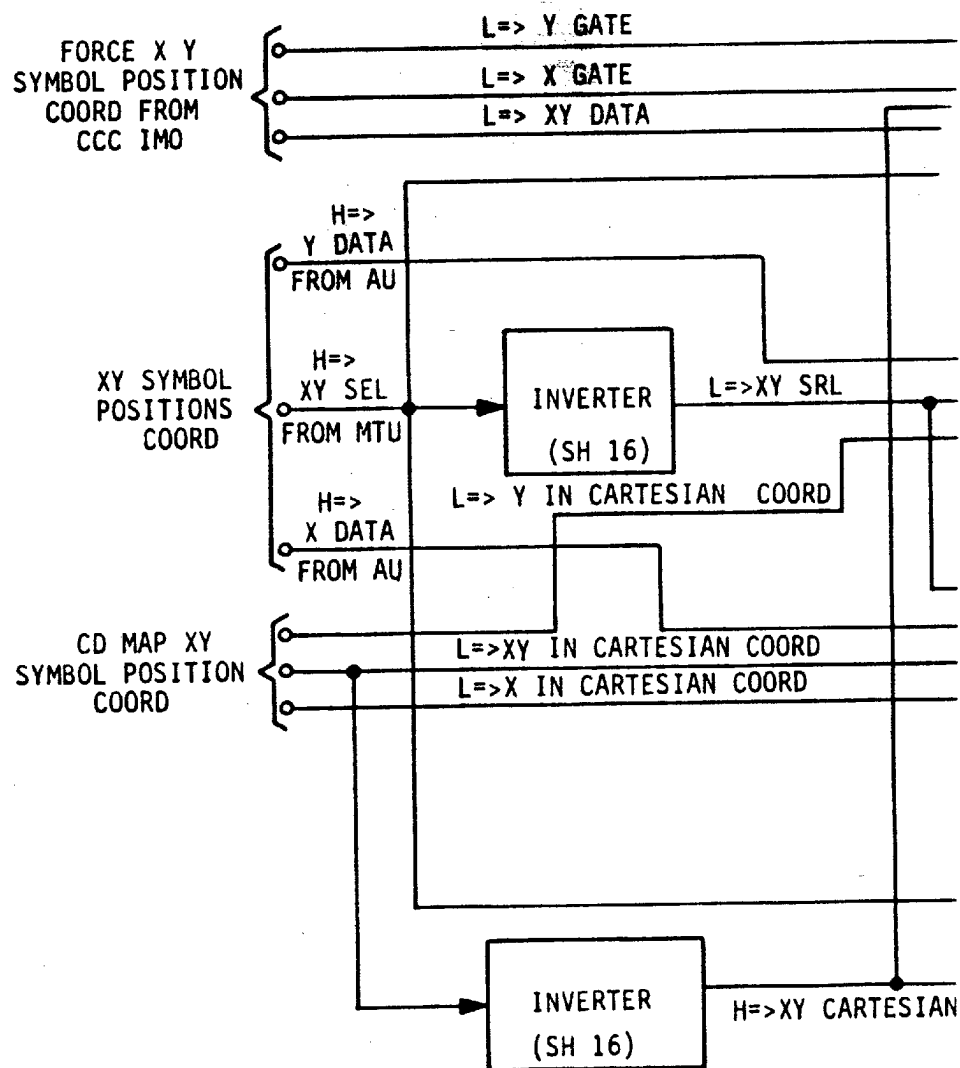 L=> Y GATE
FORCE X Y
SYMBOL POSITION
COORD FROM
CCC IMO
L=> X GATE
L=> XY DATA
H=>
Y DATA
FROM AU
XY SYMBOL
POSITIONS
COORD
H=>
XY SEL
FROM MTU
INVERTER
(SH 16)
L=>XY SRL
L=> Y IN CARTESIAN COORD
H=>
X DATA
FROM AU
CD MAP XY
SYMBOL POSITION
COORD
L=>XY IN CARTESIAN COORD
L=>X IN CARTESIAN COORD
INVERTER
(SH 16)
H=>XY CARTESIAN